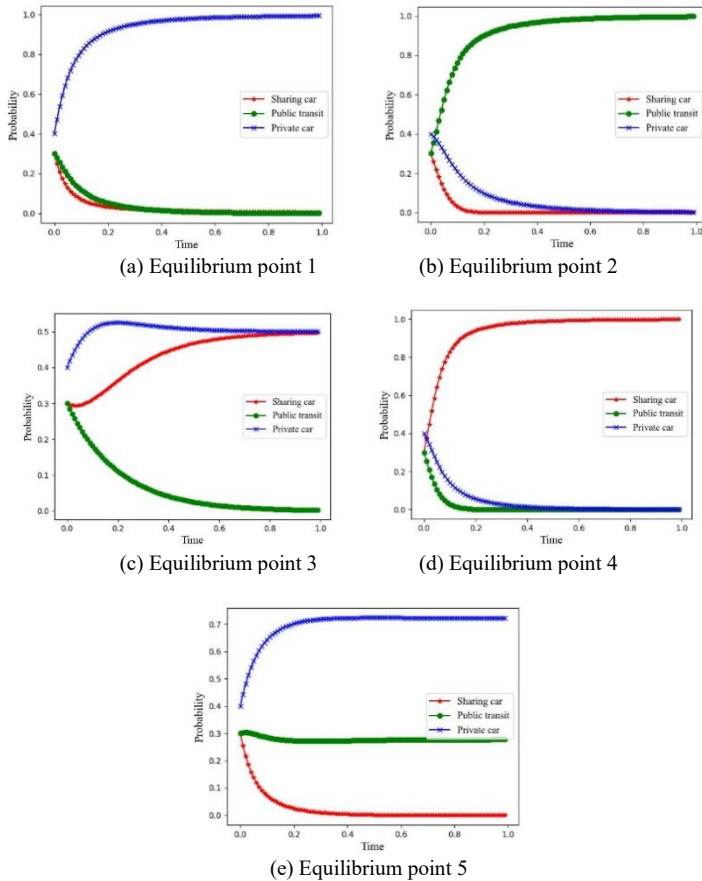 1.0
0.8
0.6
0.4
0.2
0.0
Probability
Sharing car
Public transit
Private car
0.0 0.2 0.4 0.6 0.8 1.0
Time
(a) Equilibrium point 1
1.0
0.8
0.6
0.4
0.2
0.0
Probability
Sharing car
Public transit
Private car
0.0 0.2 0.4 0.6 0.8 1.0
Time
(b) Equilibrium point 2
0.5
0.4
0.3
0.2
0.1
0.0
Probability
Sharing car
Public transit
Private car
0.0 0.2 0.4 0.6 0.8 1.0
Time
(c) Equilibrium point 3
1.0
0.8
0.6
0.4
0.2
0.0
Probability
Sharing car
Public transit
Private car
0.0 0.2 0.4 0.6 0.8 1.0
Time
(d) Equilibrium point 4
0.7
0.6
0.5
0.4
0.3
0.2
0.1
0.0
Probability
Sharing car
Public transit
Private car
0.0 0.2 0.4 0.6 0.8 1.0
Time
(e) Equilibrium point 5